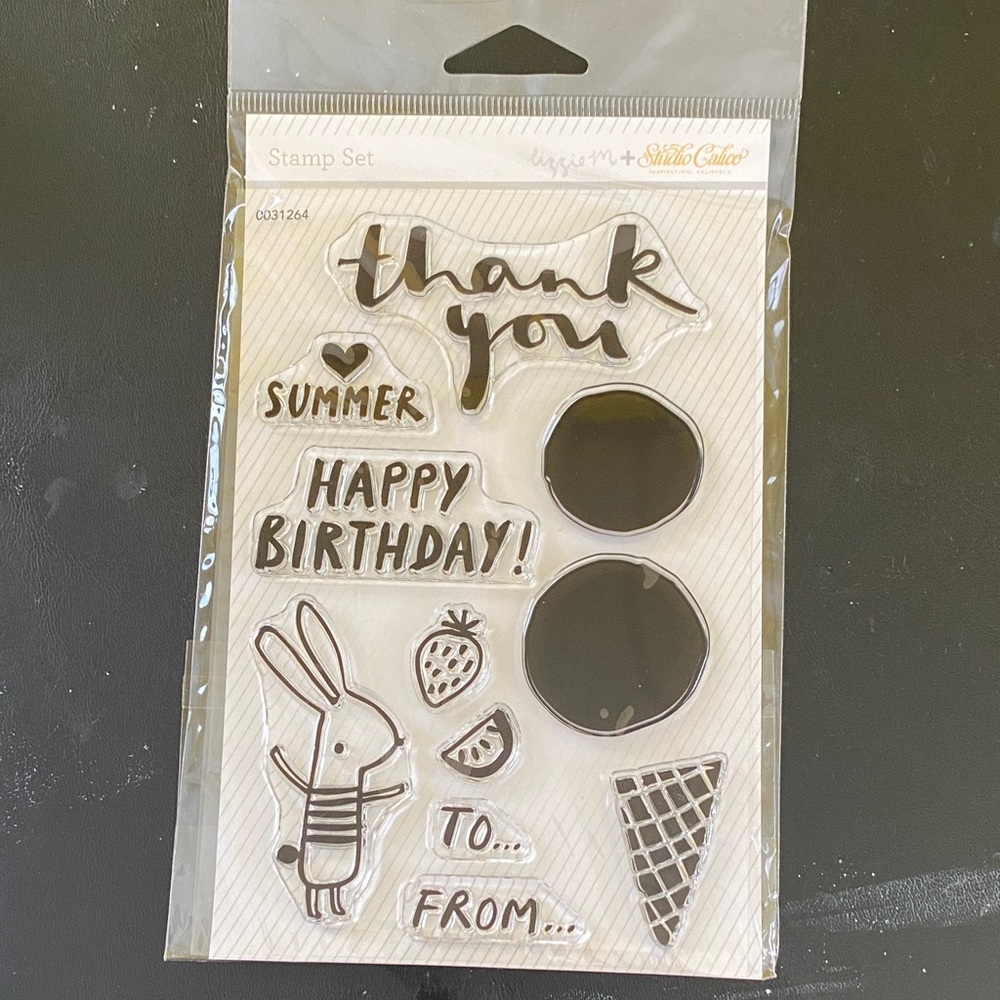 Stamp Set
lizzie m + Studio Calico
C031264
thank
you
SUMMER
HAPPY
BIRTHDAY!
TO...
FROM...